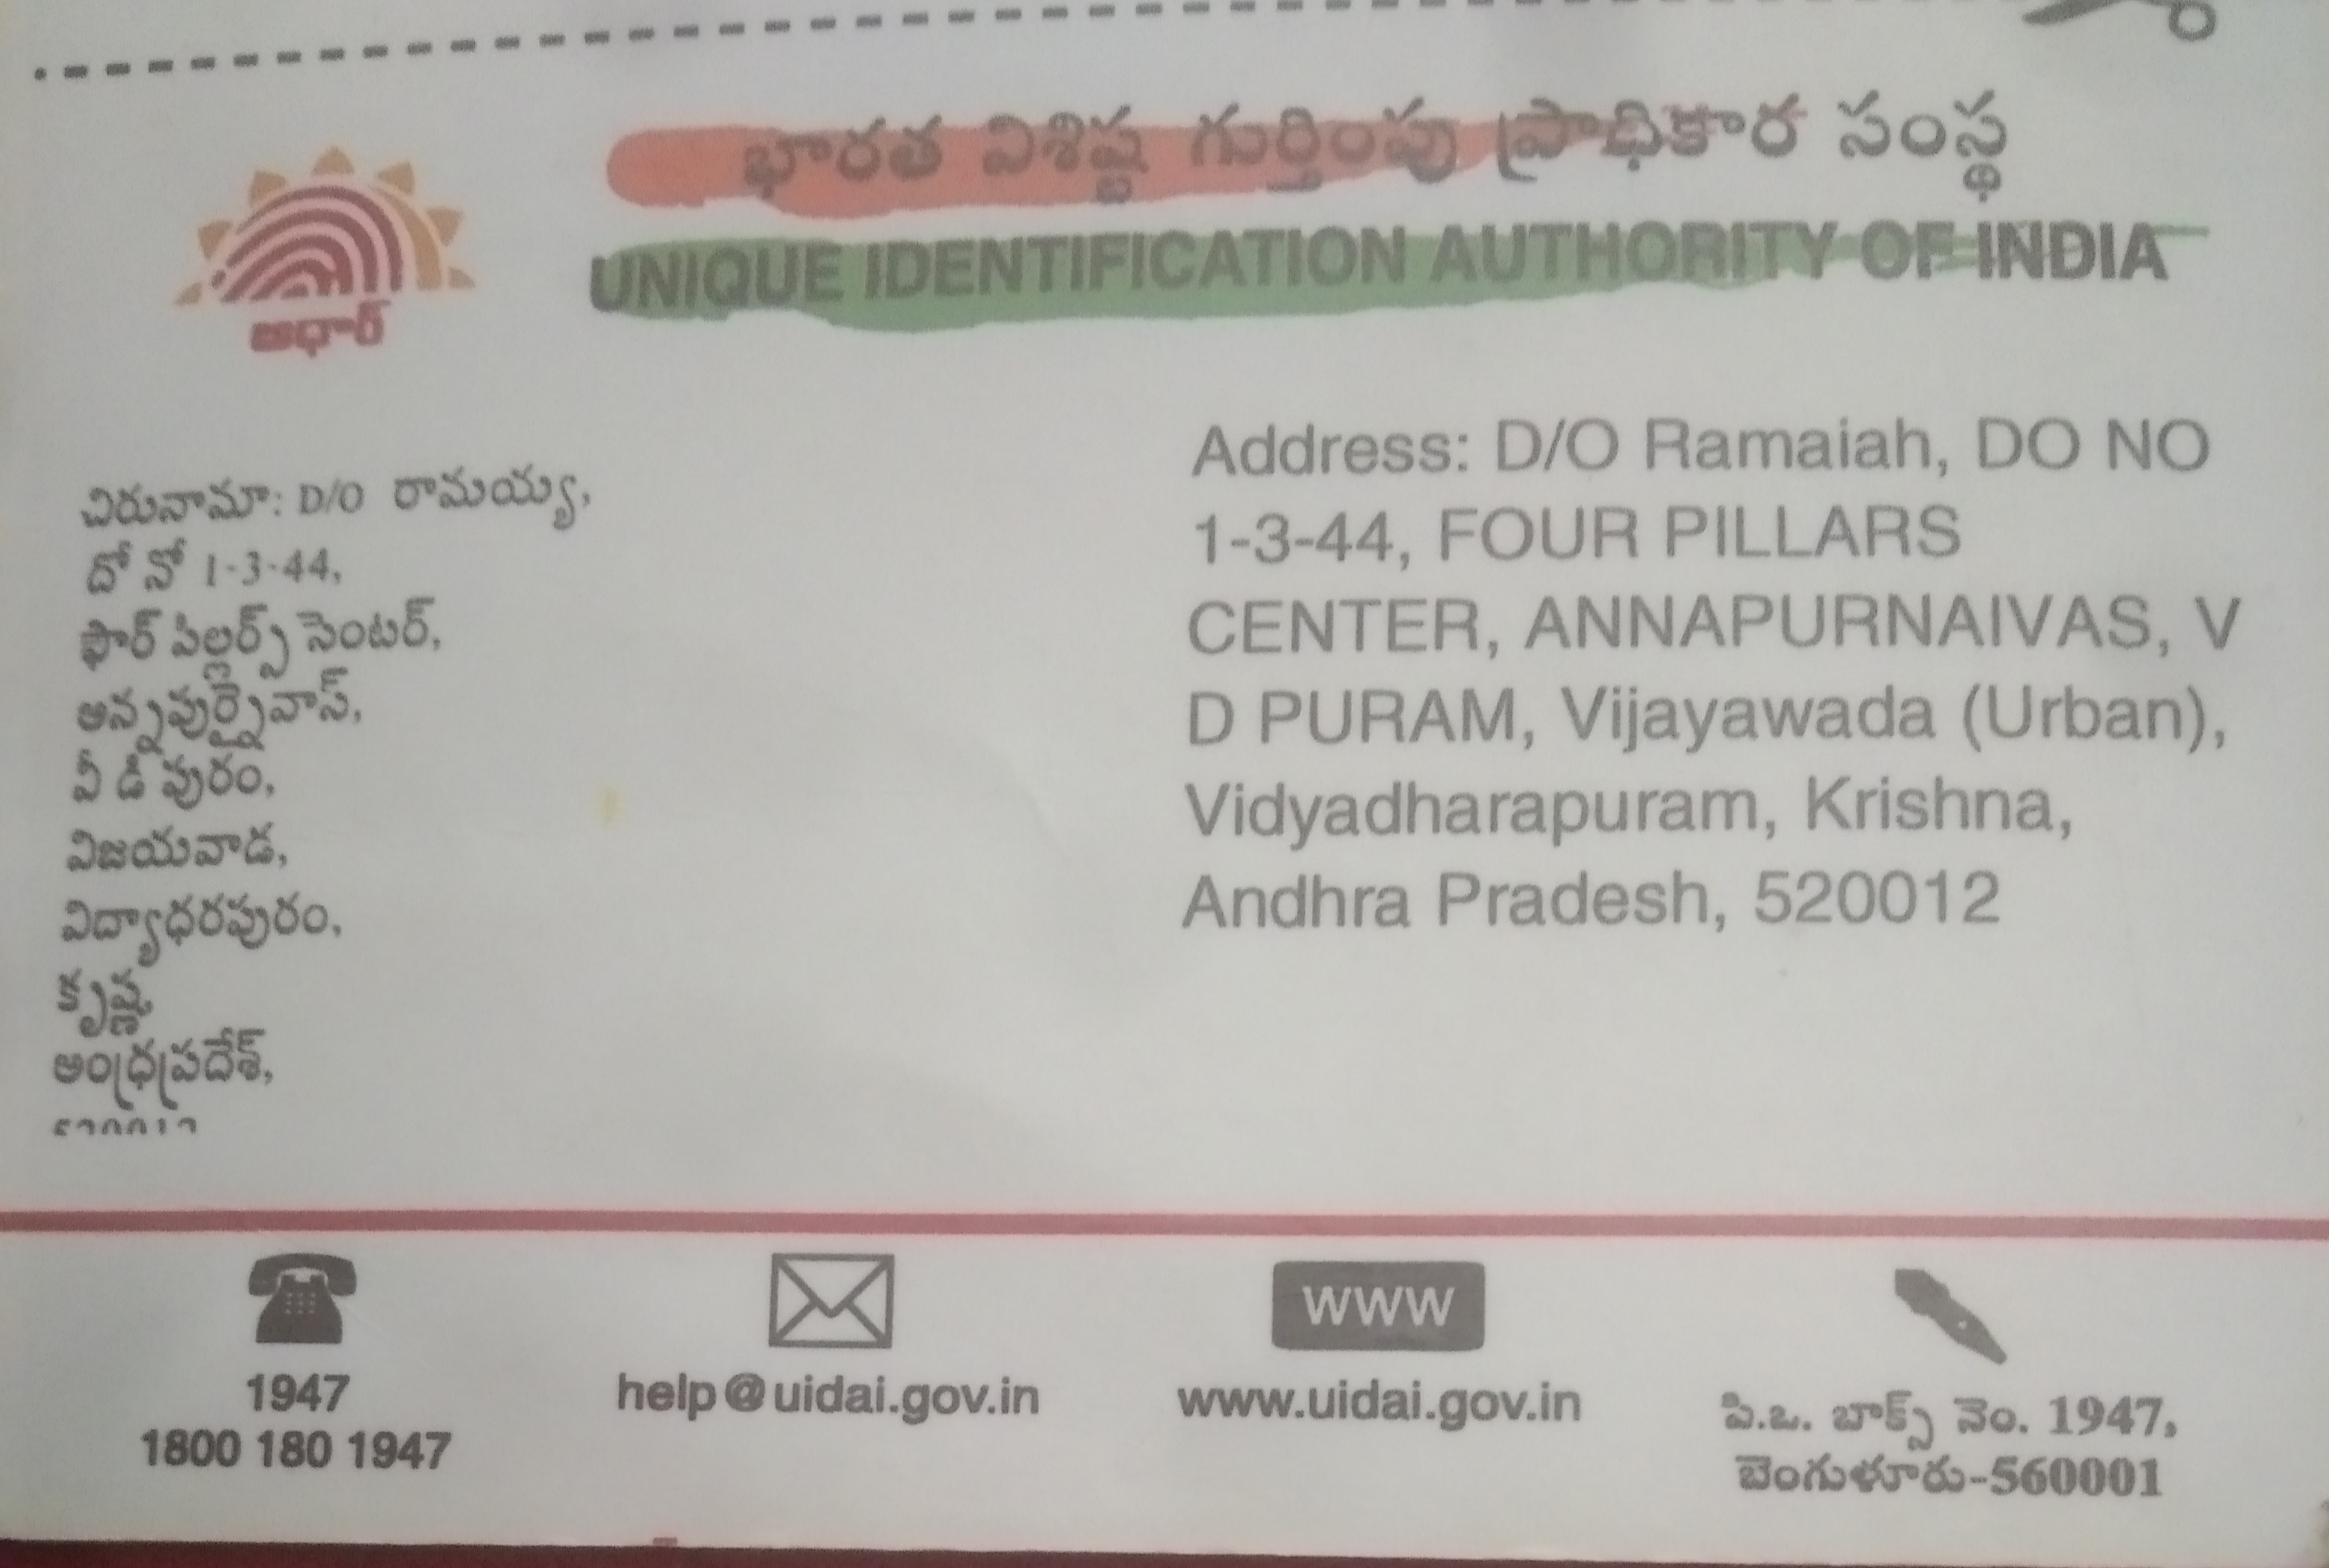 భారత విశిష్ట గుర్తింపు ప్రాధికార సంస్థ
UNIQUE IDENTIFICATION AUTHORITY OF INDIA
ఆధార్
చిరునామా: D/O రామయ్య,
దో నో 1-3-44,
ఫార్ పిల్లర్స్ సెంటర్,
అన్నపుర్నైవాస్,
వీ డి పురం,
విజయవాడ,
విద్యాధరపురం,
కృష్ణ,
ఆంధ్రప్రదేశ్,
520012
Address: D/O Ramaiah, DO NO
1-3-44, FOUR PILLARS
CENTER, ANNAPURNAIVAS, V
D PURAM, Vijayawada (Urban),
Vidyadharapuram, Krishna,
Andhra Pradesh, 520012
1947
1800 180 1947
help@uidai.gov.in
www
www.uidai.gov.in
పి.ఒ. బాక్స్ నెం. 1947,
బెంగుళూరు-560001